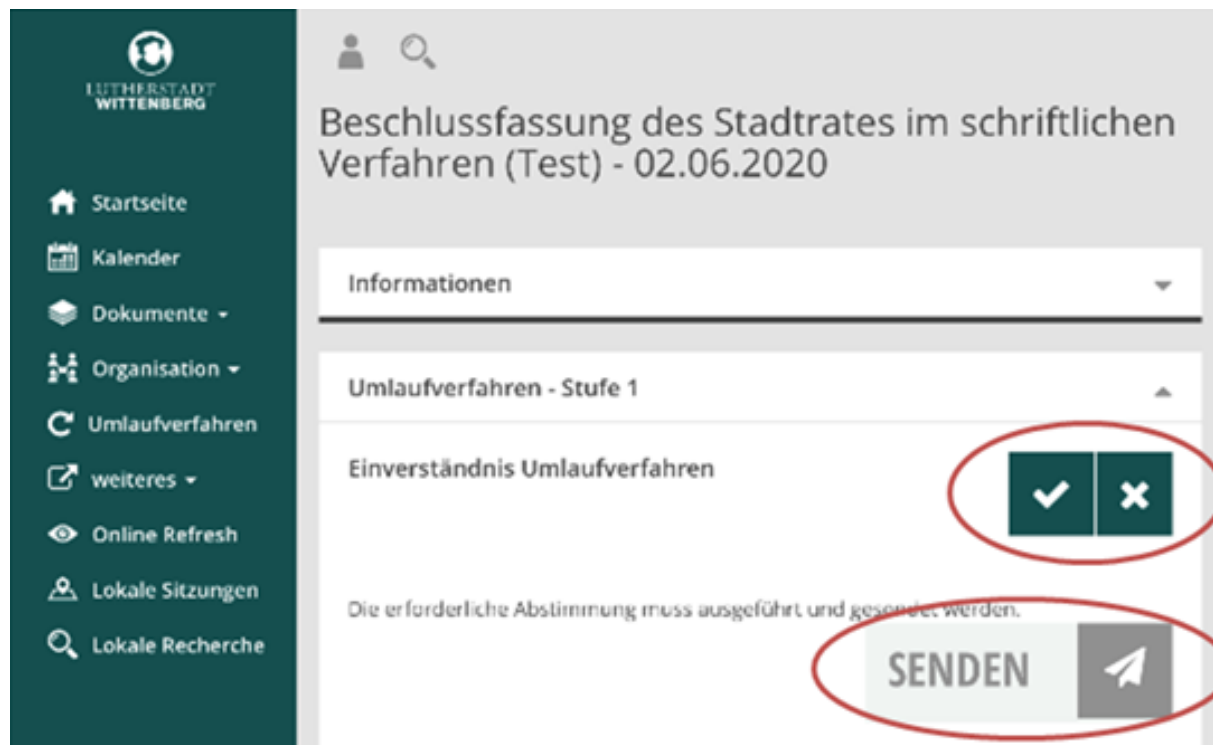 LUTHERSTADT
WITTENBERG
Startseite
Kalender
Dokumente
Organisation
Umlaufverfahren
weiteres
Online Refresh
Lokale Sitzungen
Lokale Recherche
Beschlussfassung des Stadtrates im schriftlichen
Verfahren (Test) - 02.06.2020
Informationen
Umlaufverfahren - Stufe 1
Einverständnis Umlaufverfahren
Die erforderliche Abstimmung muss ausgeführt und gesendet werden.
SENDEN